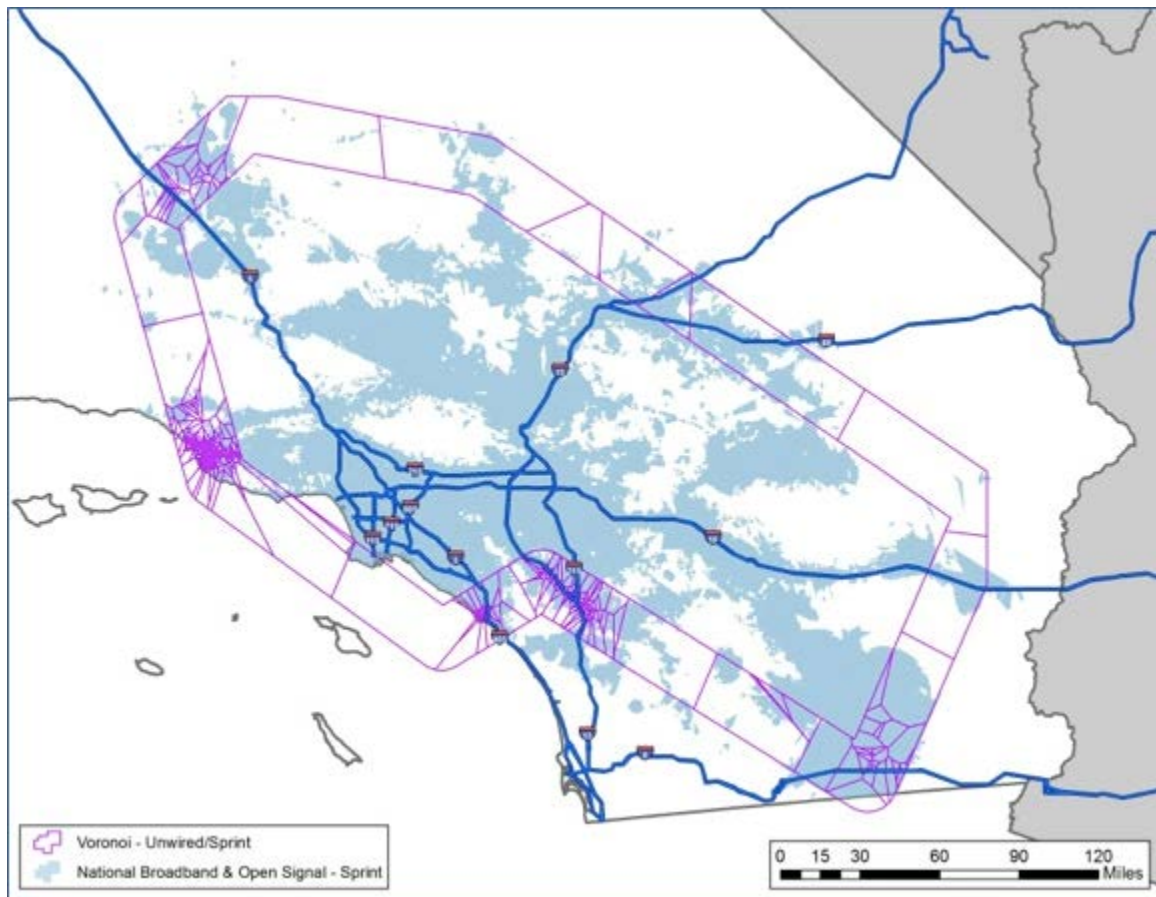 Voronoi - Unwired/Sprint
National Broadband & Open Signal - Sprint
0 15 30 60 90 120
Miles